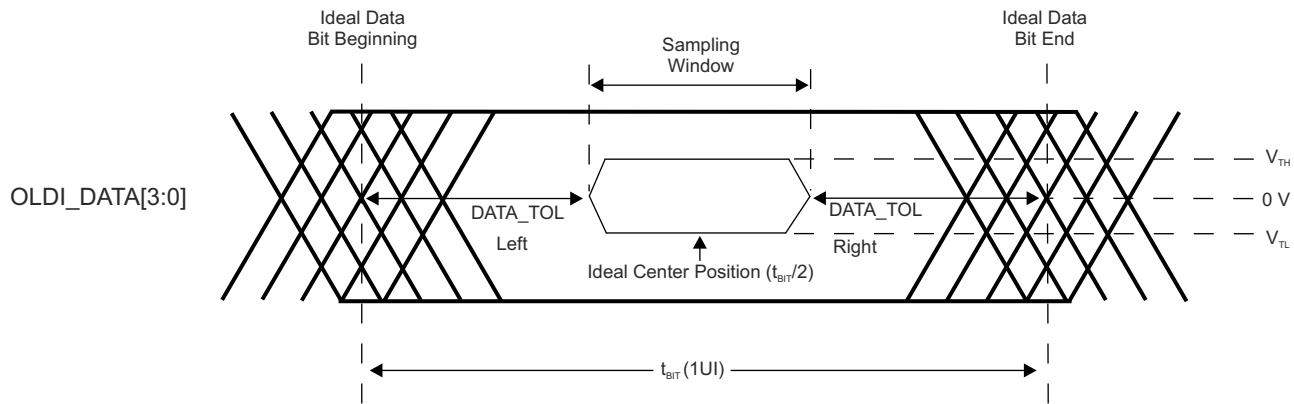 Ideal Data
Bit Beginning
Ideal Data
Bit End
Sampling
Window
V_TH
OLDI_DATA[3:0]
0 V
DATA_TOL
Left
DATA_TOL
Right
V_TL
Ideal Center Position (t_BIT/2)
t_BIT (1UI)